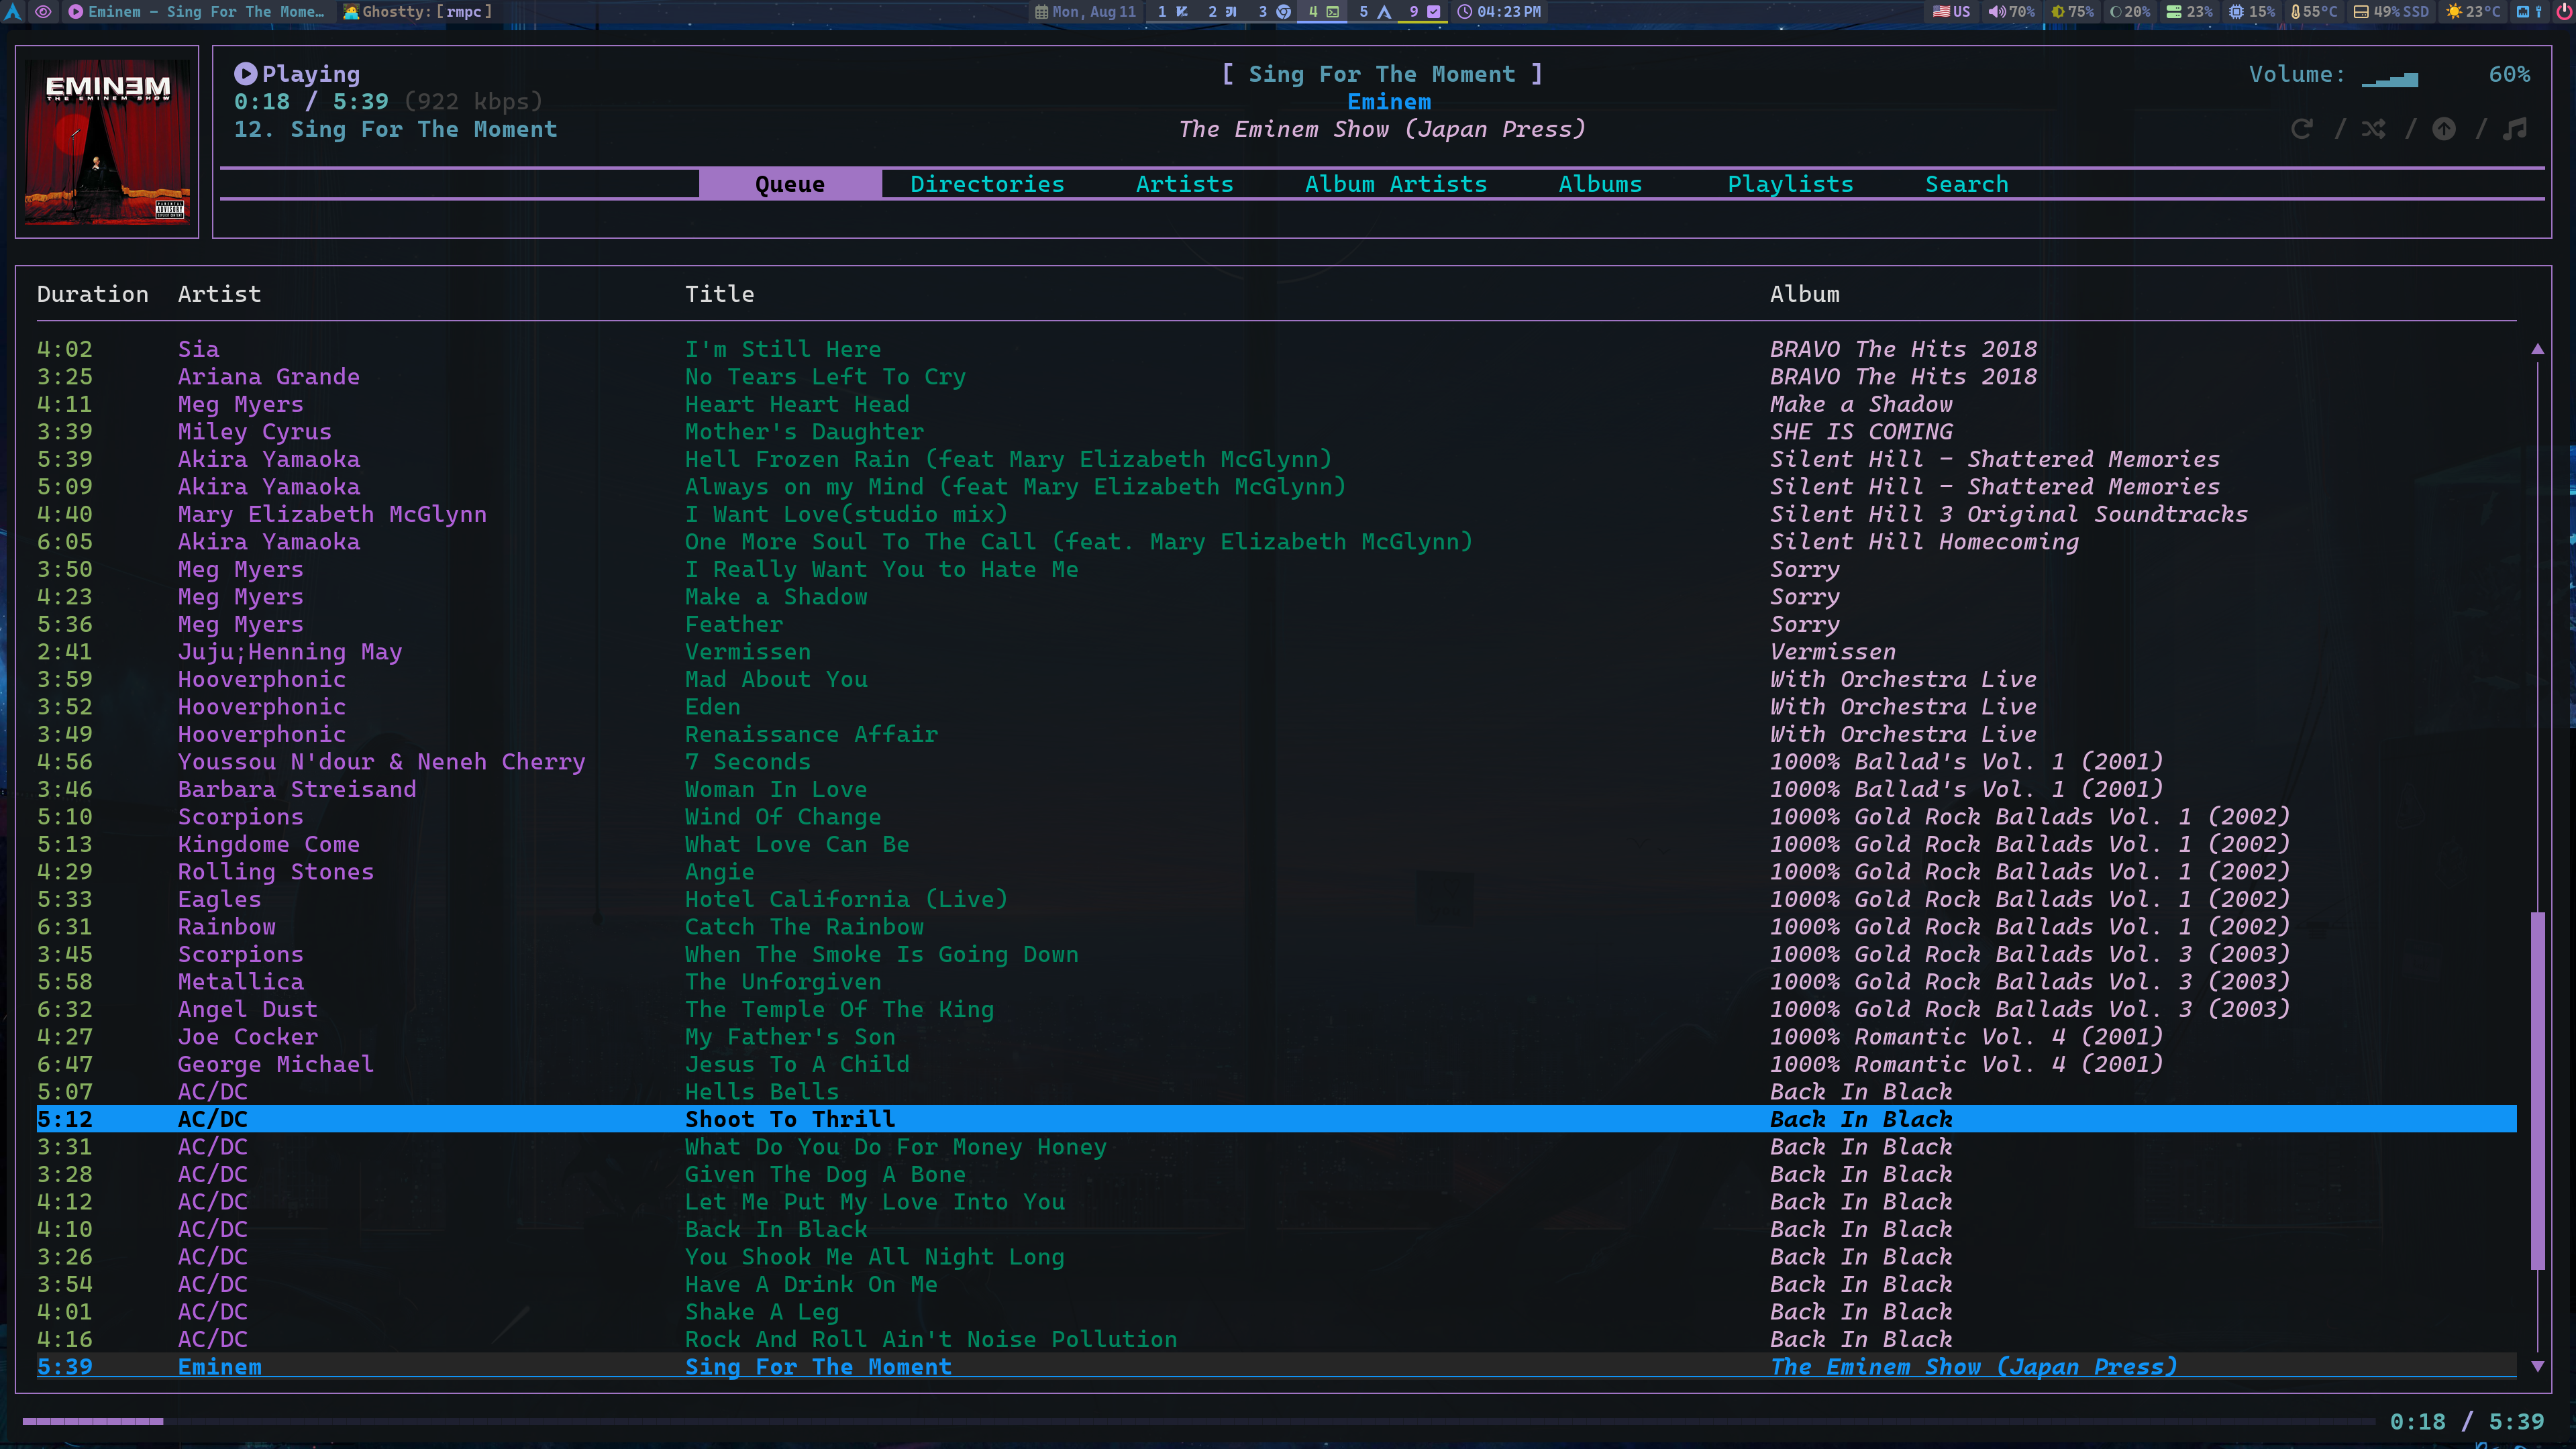 Eminem - Sing For The Mome… Ghostty: [rmpc] Mon, Aug 11 1 2 3 4 5 9 04:23 PM US 70% 75% 20% 23% 15% 55°C 49% SSD 23°C
EMINEM
THE EMINEM SHOW
Playing [ Sing For The Moment ] Volume: 60%
0:18 / 5:39 (922 kbps) Eminem
12. Sing For The Moment The Eminem Show (Japan Press) / / /
Queue Directories Artists Album Artists Albums Playlists Search
Duration Artist Title Album
4:02 Sia I'm Still Here BRAVO The Hits 2018
3:25 Ariana Grande No Tears Left To Cry BRAVO The Hits 2018
4:11 Meg Myers Heart Heart Head Make a Shadow
3:39 Miley Cyrus Mother's Daughter SHE IS COMING
5:39 Akira Yamaoka Hell Frozen Rain (feat Mary Elizabeth McGlynn) Silent Hill - Shattered Memories
5:09 Akira Yamaoka Always on my Mind (feat Mary Elizabeth McGlynn) Silent Hill - Shattered Memories
4:40 Mary Elizabeth McGlynn I Want Love(studio mix) Silent Hill 3 Original Soundtracks
6:05 Akira Yamaoka One More Soul To The Call (feat. Mary Elizabeth McGlynn) Silent Hill Homecoming
3:50 Meg Myers I Really Want You to Hate Me Sorry
4:23 Meg Myers Make a Shadow Sorry
5:36 Meg Myers Feather Sorry
2:41 Juju;Henning May Vermissen Vermissen
3:59 Hooverphonic Mad About You With Orchestra Live
3:52 Hooverphonic Eden With Orchestra Live
3:49 Hooverphonic Renaissance Affair With Orchestra Live
4:56 Youssou N'dour & Neneh Cherry 7 Seconds 1000% Ballad's Vol. 1 (2001)
3:46 Barbara Streisand Woman In Love 1000% Ballad's Vol. 1 (2001)
5:10 Scorpions Wind Of Change 1000% Gold Rock Ballads Vol. 1 (2002)
5:13 Kingdome Come What Love Can Be 1000% Gold Rock Ballads Vol. 1 (2002)
4:29 Rolling Stones Angie 1000% Gold Rock Ballads Vol. 1 (2002)
5:33 Eagles Hotel California (Live) 1000% Gold Rock Ballads Vol. 1 (2002)
6:31 Rainbow Catch The Rainbow 1000% Gold Rock Ballads Vol. 1 (2002)
3:45 Scorpions When The Smoke Is Going Down 1000% Gold Rock Ballads Vol. 3 (2003)
5:58 Metallica The Unforgiven 1000% Gold Rock Ballads Vol. 3 (2003)
6:32 Angel Dust The Temple Of The King 1000% Gold Rock Ballads Vol. 3 (2003)
4:27 Joe Cocker My Father's Son 1000% Romantic Vol. 4 (2001)
6:47 George Michael Jesus To A Child 1000% Romantic Vol. 4 (2001)
5:07 AC/DC Hells Bells Back In Black
5:12 AC/DC Shoot To Thrill Back In Black
3:31 AC/DC What Do You Do For Money Honey Back In Black
3:28 AC/DC Given The Dog A Bone Back In Black
4:12 AC/DC Let Me Put My Love Into You Back In Black
4:10 AC/DC Back In Black Back In Black
3:26 AC/DC You Shook Me All Night Long Back In Black
3:54 AC/DC Have A Drink On Me Back In Black
4:01 AC/DC Shake A Leg Back In Black
4:16 AC/DC Rock And Roll Ain't Noise Pollution Back In Black
5:39 Eminem Sing For The Moment The Eminem Show (Japan Press)
0:18 / 5:39